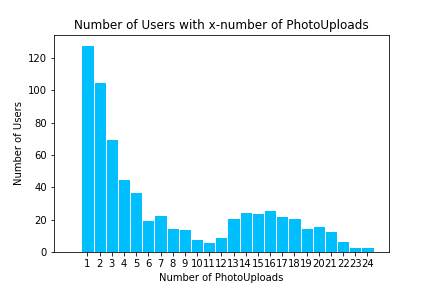 Number of Users with x-number of PhotoUploads
120
100
80
60
40
20
0
Number of Users
1 2 3 4 5 6 7 8 9 10 11 12 13 14 15 16 17 18 19 20 21 22 23 24
Number of PhotoUploads